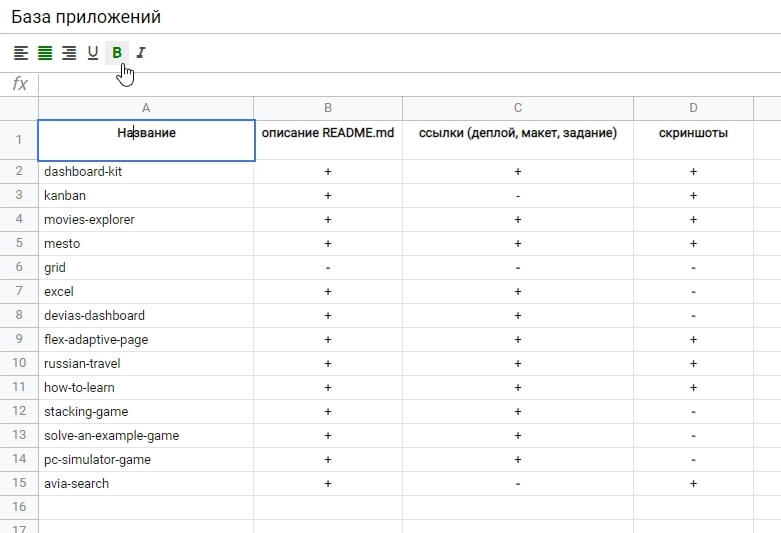 База приложений
U B I
fx
A B C D
1 Название описание README.md ссылки (деплой, макет, задание) скриншоты
2 dashboard-kit + + +
3 kanban + - +
4 movies-explorer + + +
5 mesto + + +
6 grid - - -
7 excel + + -
8 devias-dashboard + + -
9 flex-adaptive-page + + +
10 russian-travel + + +
11 how-to-learn + + +
12 stacking-game + + -
13 solve-an-example-game + + -
14 pc-simulator-game + + -
15 avia-search + - +
16
17